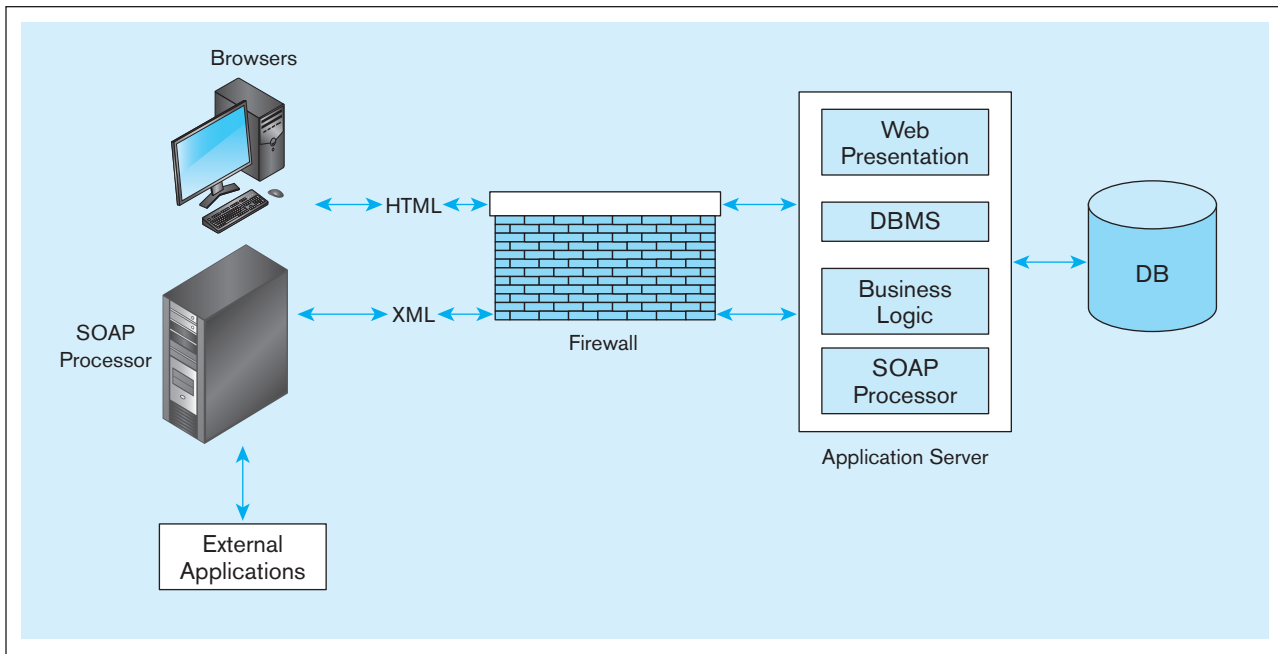 Browsers
HTML
SOAP
Processor
XML
External
Applications
Firewall
Web
Presentation
DBMS
Business
Logic
SOAP
Processor
Application Server
DB